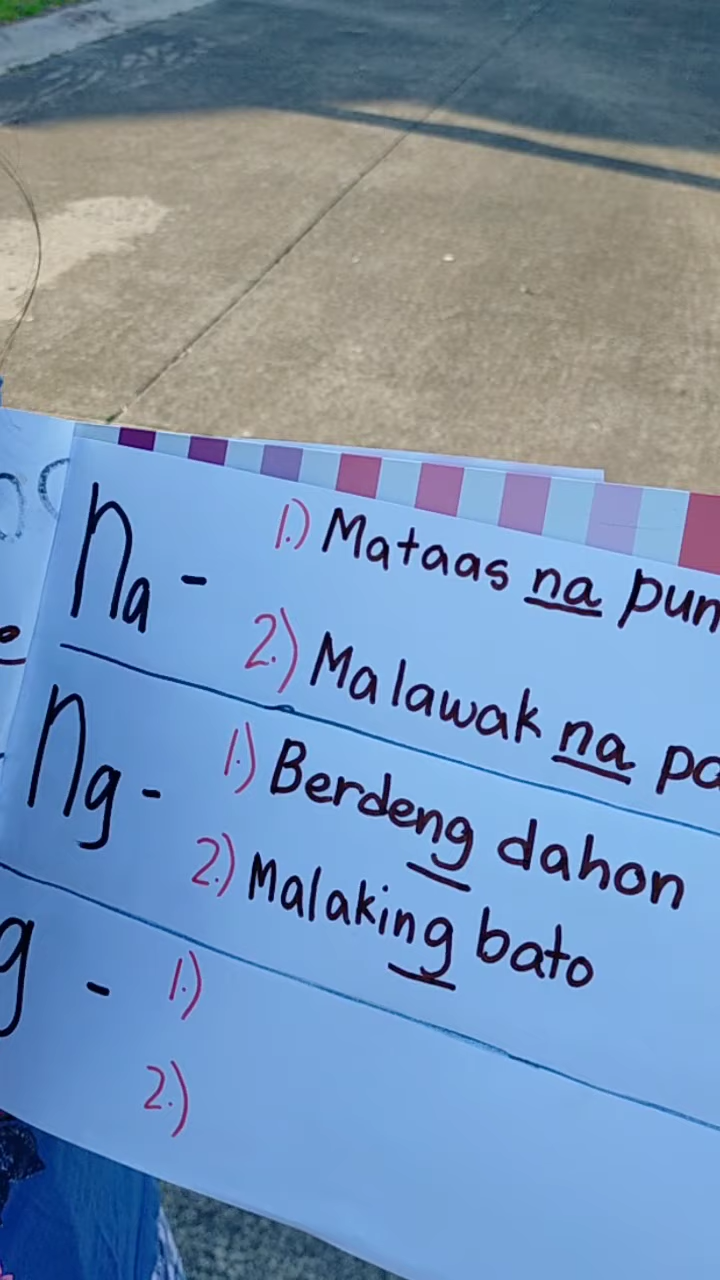 na - 1.) Mataas na
2.) Malawak na
ng - 1.) Berdeng dahon
2.) Malaking bato
g - 1.)
2.)